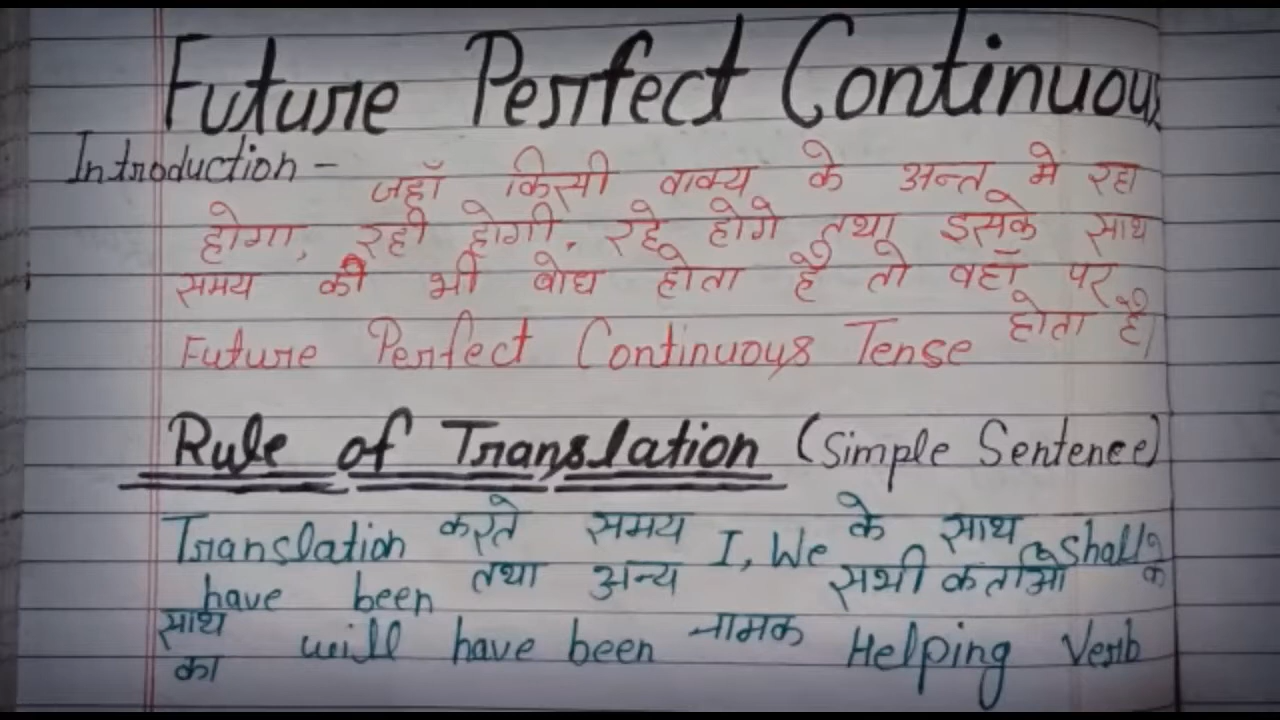 Future Perfect Continuous
Introduction - जहाँ किसी वाक्य के अन्त में रहा
होगा, रही होगी, रहे होगे तथा इसके साथ
समय की भी बोध होता है तो वहाँ पर
Future Perfect Continuous Tense होता है।
Rule of Translation (Simple Sentence)
Translation करते समय I, We के साथ shall
have been तथा अन्य सभी कर्ताओ के
साथ will have been नामक Helping Verb
का